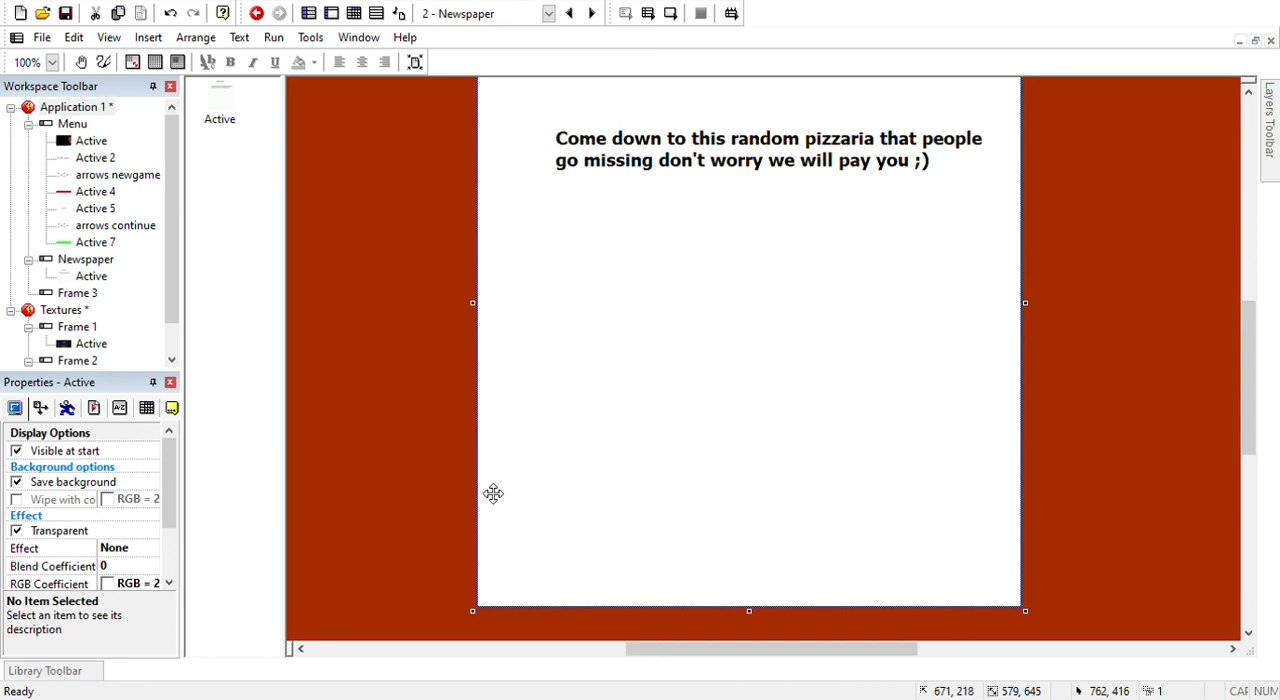 2 - Newspaper
File Edit View Insert Arrange Text Run Tools Window Help
100%
Workspace Toolbar
Application 1 *
Menu
Active
Active 2
arrows newgame
Active 4
Active 5
arrows continue
Active 7
Newspaper
Active
Frame 3
Textures *
Frame 1
Active
Frame 2
Active
Come down to this random pizzaria that people
go missing don't worry we will pay you ;)
Layers Toolbar
Properties - Active
Display Options
Visible at start
Background options
Save background
Wipe with co RGB = 2
Effect
Transparent
Effect None
Blend Coefficient 0
RGB Coefficient RGB = 2
No Item Selected
Select an item to see its
description
Library Toolbar
Ready 671, 218 579, 645 762, 416 1 CAP NUM